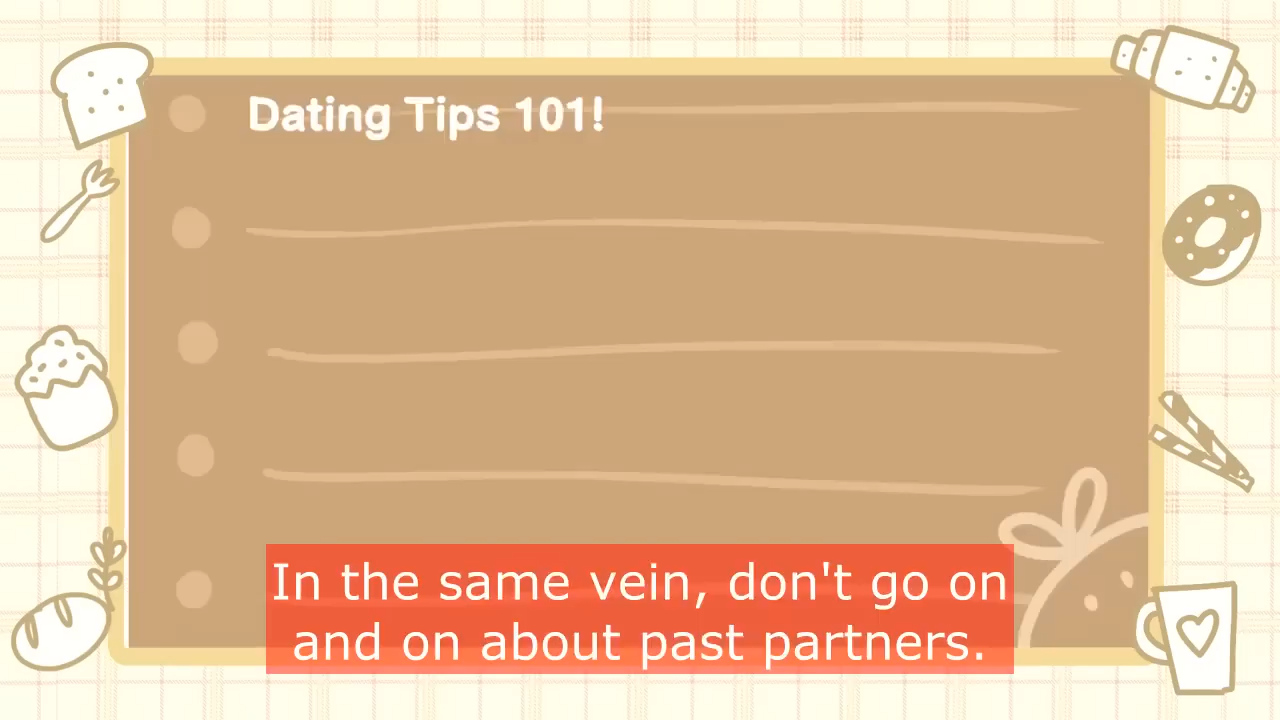 Dating Tips 101!
In the same vein, don't go on
and on about past partners.